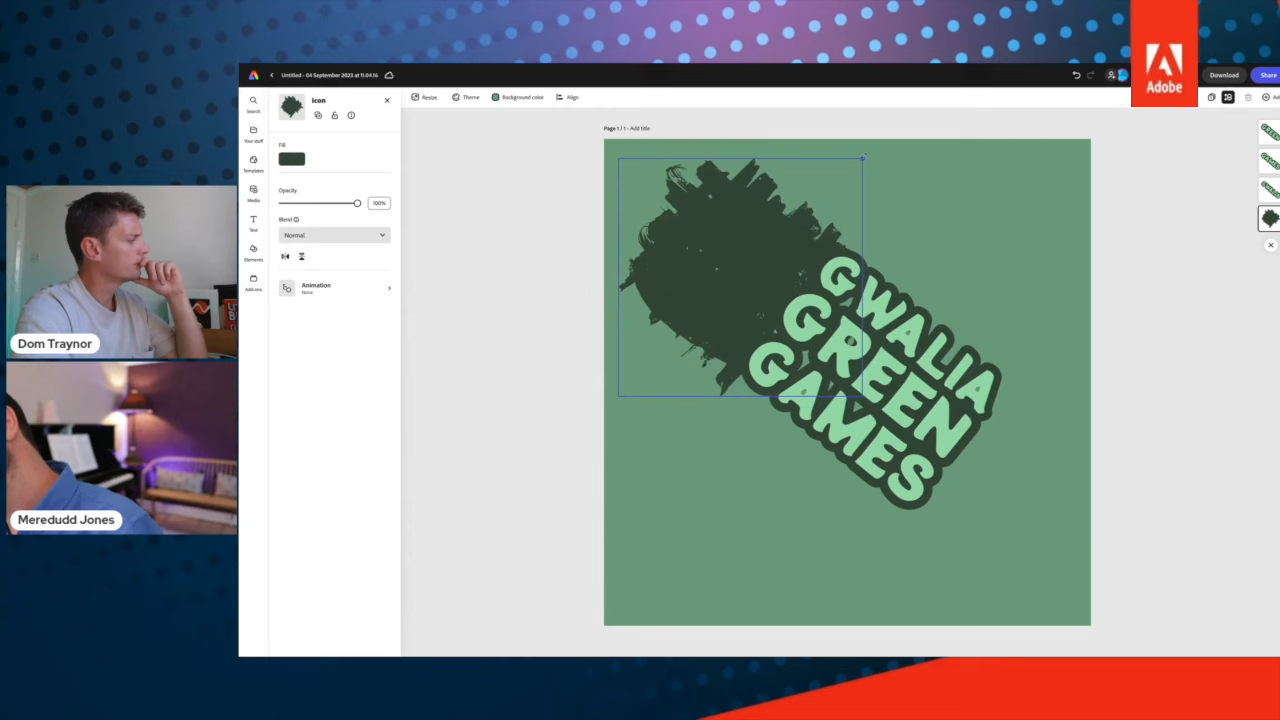 Adobe
Untitled - 04 September 2023 at 11.04.16
Download
Share
Icon
Resize
Theme
Background color
Align
Search
Your stuff
Templates
Media
Text
Elements
Add-ons
Fill
Opacity
100%
Blend
Normal
Animation
None
Page 1 / 1 - Add title
GWALIA
GREEN
GAMES
Dom Traynor
Meredudd Jones